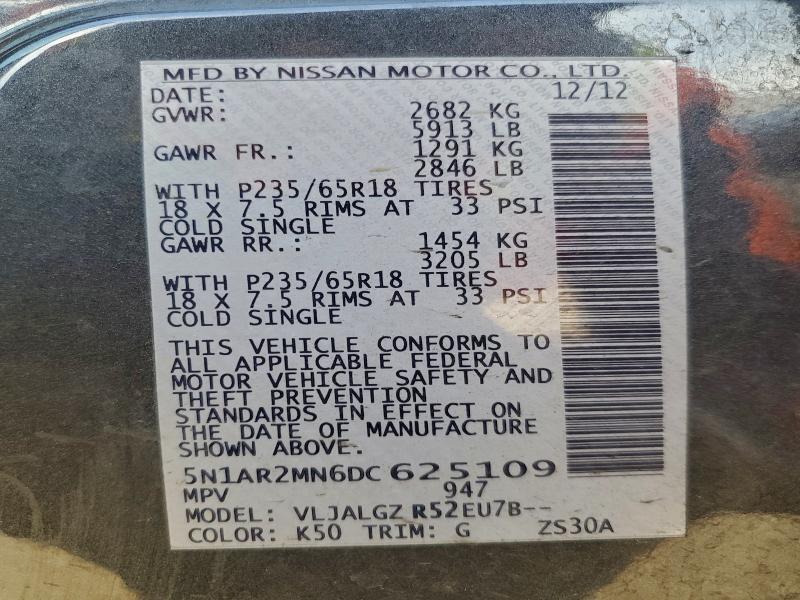 MFD BY NISSAN MOTOR CO., LTD.
DATE: 12/12
GVWR: 2682 KG
5913 LB
GAWR FR.: 1291 KG
2846 LB
WITH P235/65R18 TIRES
18 X 7.5 RIMS AT 33 PSI
COLD SINGLE
GAWR RR.: 1454 KG
3205 LB
WITH P235/65R18 TIRES
18 X 7.5 RIMS AT 33 PSI
COLD SINGLE
THIS VEHICLE CONFORMS TO
ALL APPLICABLE FEDERAL
MOTOR VEHICLE SAFETY AND
THEFT PREVENTION
STANDARDS IN EFFECT ON
THE DATE OF MANUFACTURE
SHOWN ABOVE.
5N1AR2MN6DC 625109
MPV 947
MODEL: VLJALGZ R52EU7B--
COLOR: K50 TRIM: G ZS30A